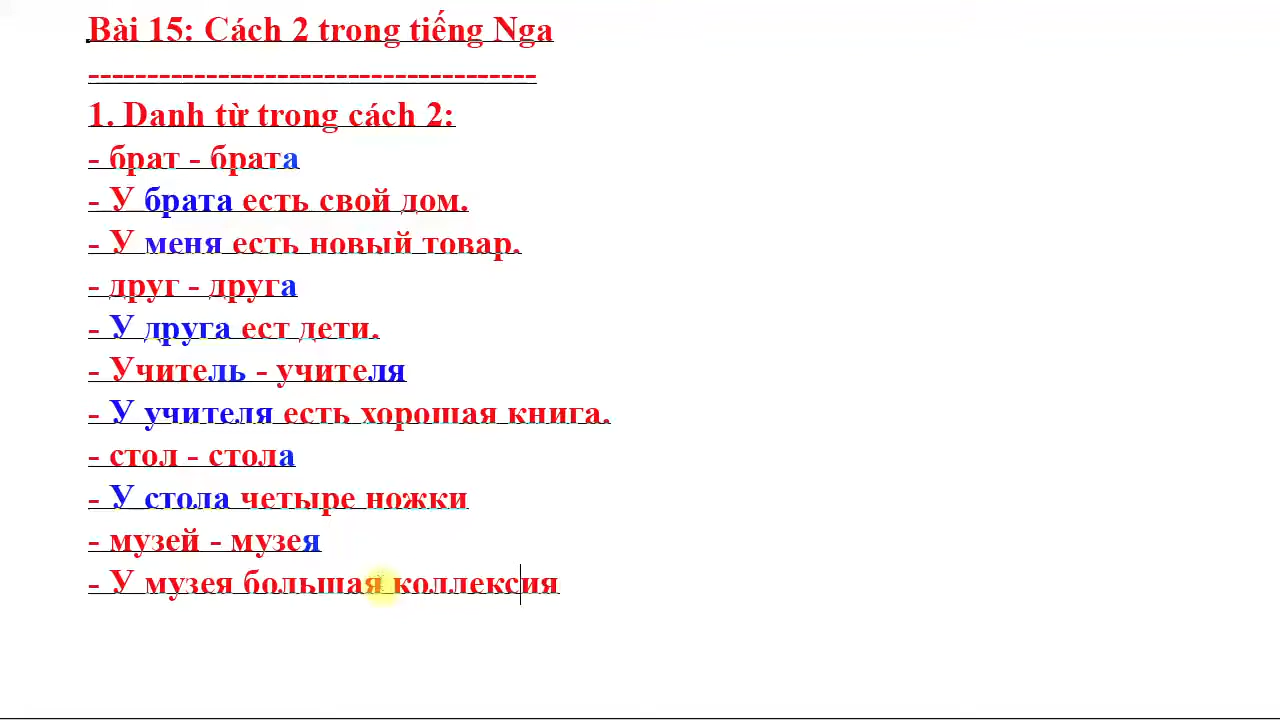 Bài 15: Cách 2 trong tiếng Nga
-------------------------------------
1. Danh từ trong cách 2:
- брат - брата
- У брата есть свой дом.
- У меня есть новый товар.
- друг - друга
- У друга ест дети.
- Учитель - учителя
- У учителя есть хорошая книга.
- стол - стола
- У стола четыре ножки
- музей - музея
- У музея большая коллексия